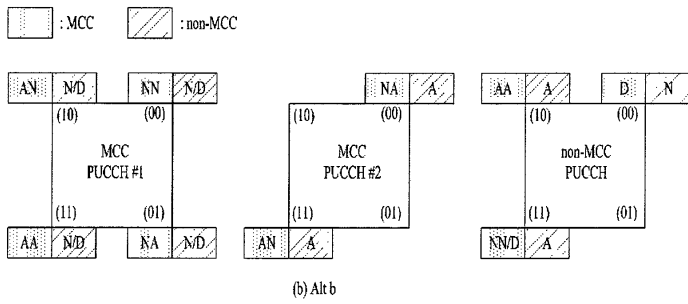 : MCC : non-MCC
AN N/D NN N/D NA A AA A D N
(10) (00) (10) (00) (10) (00)
MCC MCC non-MCC
PUCCH #1 PUCCH #2 PUCCH
(11) (01) (11) (01) (11) (01)
AA N/D NA N/D AN A NN/D A
(b) Alt b